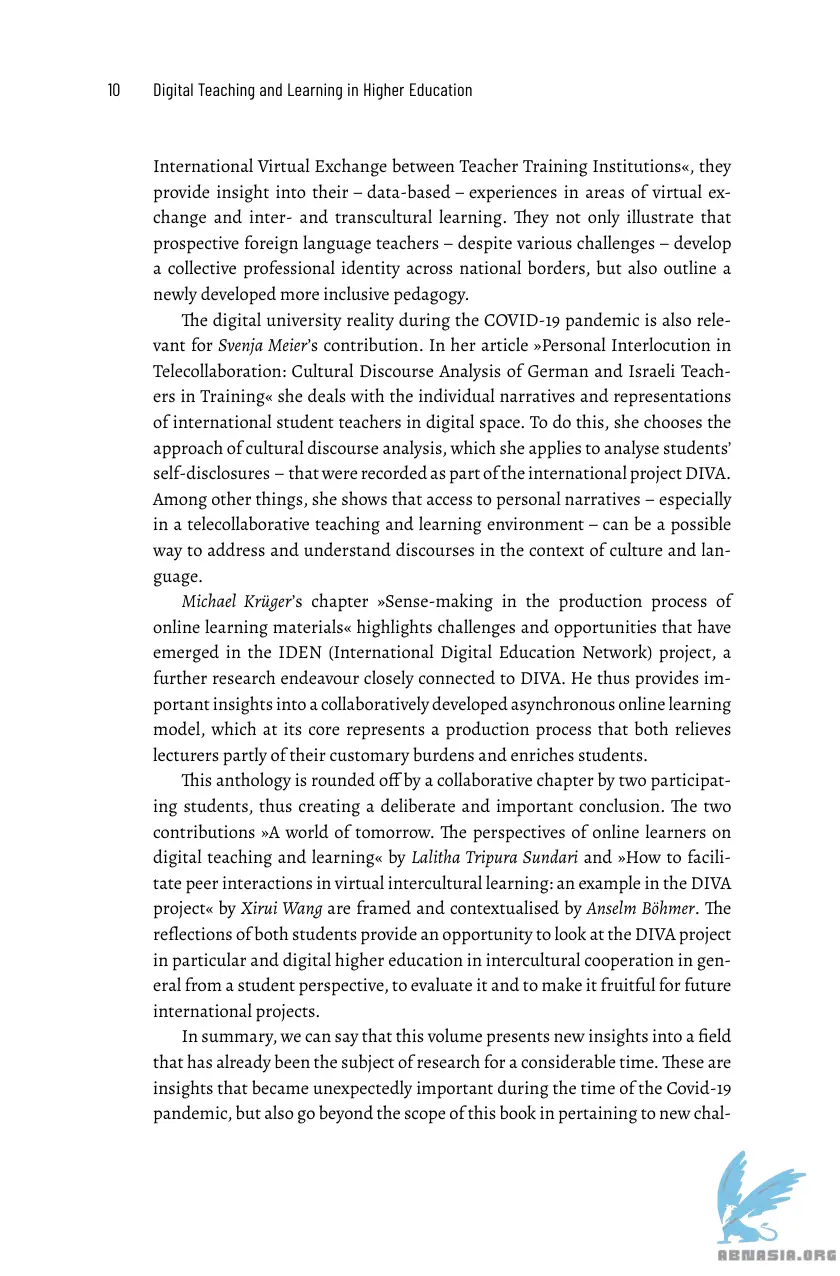 10 Digital Teaching and Learning in Higher Education
International Virtual Exchange between Teacher Training Institutions«, they
provide insight into their – data-based – experiences in areas of virtual ex-
change and inter- and transcultural learning. They not only illustrate that
prospective foreign language teachers – despite various challenges – develop
a collective professional identity across national borders, but also outline a
newly developed more inclusive pedagogy.
The digital university reality during the COVID-19 pandemic is also rele-
vant for Svenja Meier’s contribution. In her article »Personal Interlocution in
Telecollaboration: Cultural Discourse Analysis of German and Israeli Teach-
ers in Training« she deals with the individual narratives and representations
of international student teachers in digital space. To do this, she chooses the
approach of cultural discourse analysis, which she applies to analyse students’
self-disclosures – that were recorded as part of the international project DIVA.
Among other things, she shows that access to personal narratives – especially
in a telecollaborative teaching and learning environment – can be a possible
way to address and understand discourses in the context of culture and lan-
guage.
Michael Krüger’s chapter »Sense-making in the production process of
online learning materials« highlights challenges and opportunities that have
emerged in the IDEN (International Digital Education Network) project, a
further research endeavour closely connected to DIVA. He thus provides im-
portant insights into a collaboratively developed asynchronous online learning
model, which at its core represents a production process that both relieves
lecturers partly of their customary burdens and enriches students.
This anthology is rounded off by a collaborative chapter by two participat-
ing students, thus creating a deliberate and important conclusion. The two
contributions »A world of tomorrow. The perspectives of online learners on
digital teaching and learning« by Lalitha Tripura Sundari and »How to facili-
tate peer interactions in virtual intercultural learning: an example in the DIVA
project« by Xirui Wang are framed and contextualised by Anselm Böhmer. The
reflections of both students provide an opportunity to look at the DIVA project
in particular and digital higher education in intercultural cooperation in gen-
eral from a student perspective, to evaluate it and to make it fruitful for future
international projects.
In summary, we can say that this volume presents new insights into a field
that has already been the subject of research for a considerable time. These are
insights that became unexpectedly important during the time of the Covid-19
pandemic, but also go beyond the scope of this book in pertaining to new chal-
ABNASIA.ORG